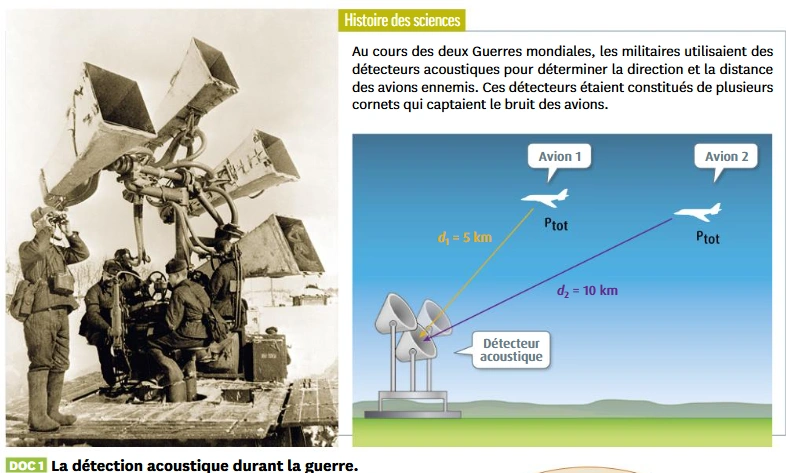 Histoire des sciences
Au cours des deux Guerres mondiales, les militaires utilisaient des
détecteurs acoustiques pour déterminer la direction et la distance
des avions ennemis. Ces détecteurs étaient constitués de plusieurs
cornets qui captaient le bruit des avions.
Avion 1
Avion 2
Ptot
Ptot
d₁ = 5 km
d₂ = 10 km
Détecteur
acoustique
DOC 1 La détection acoustique durant la guerre.